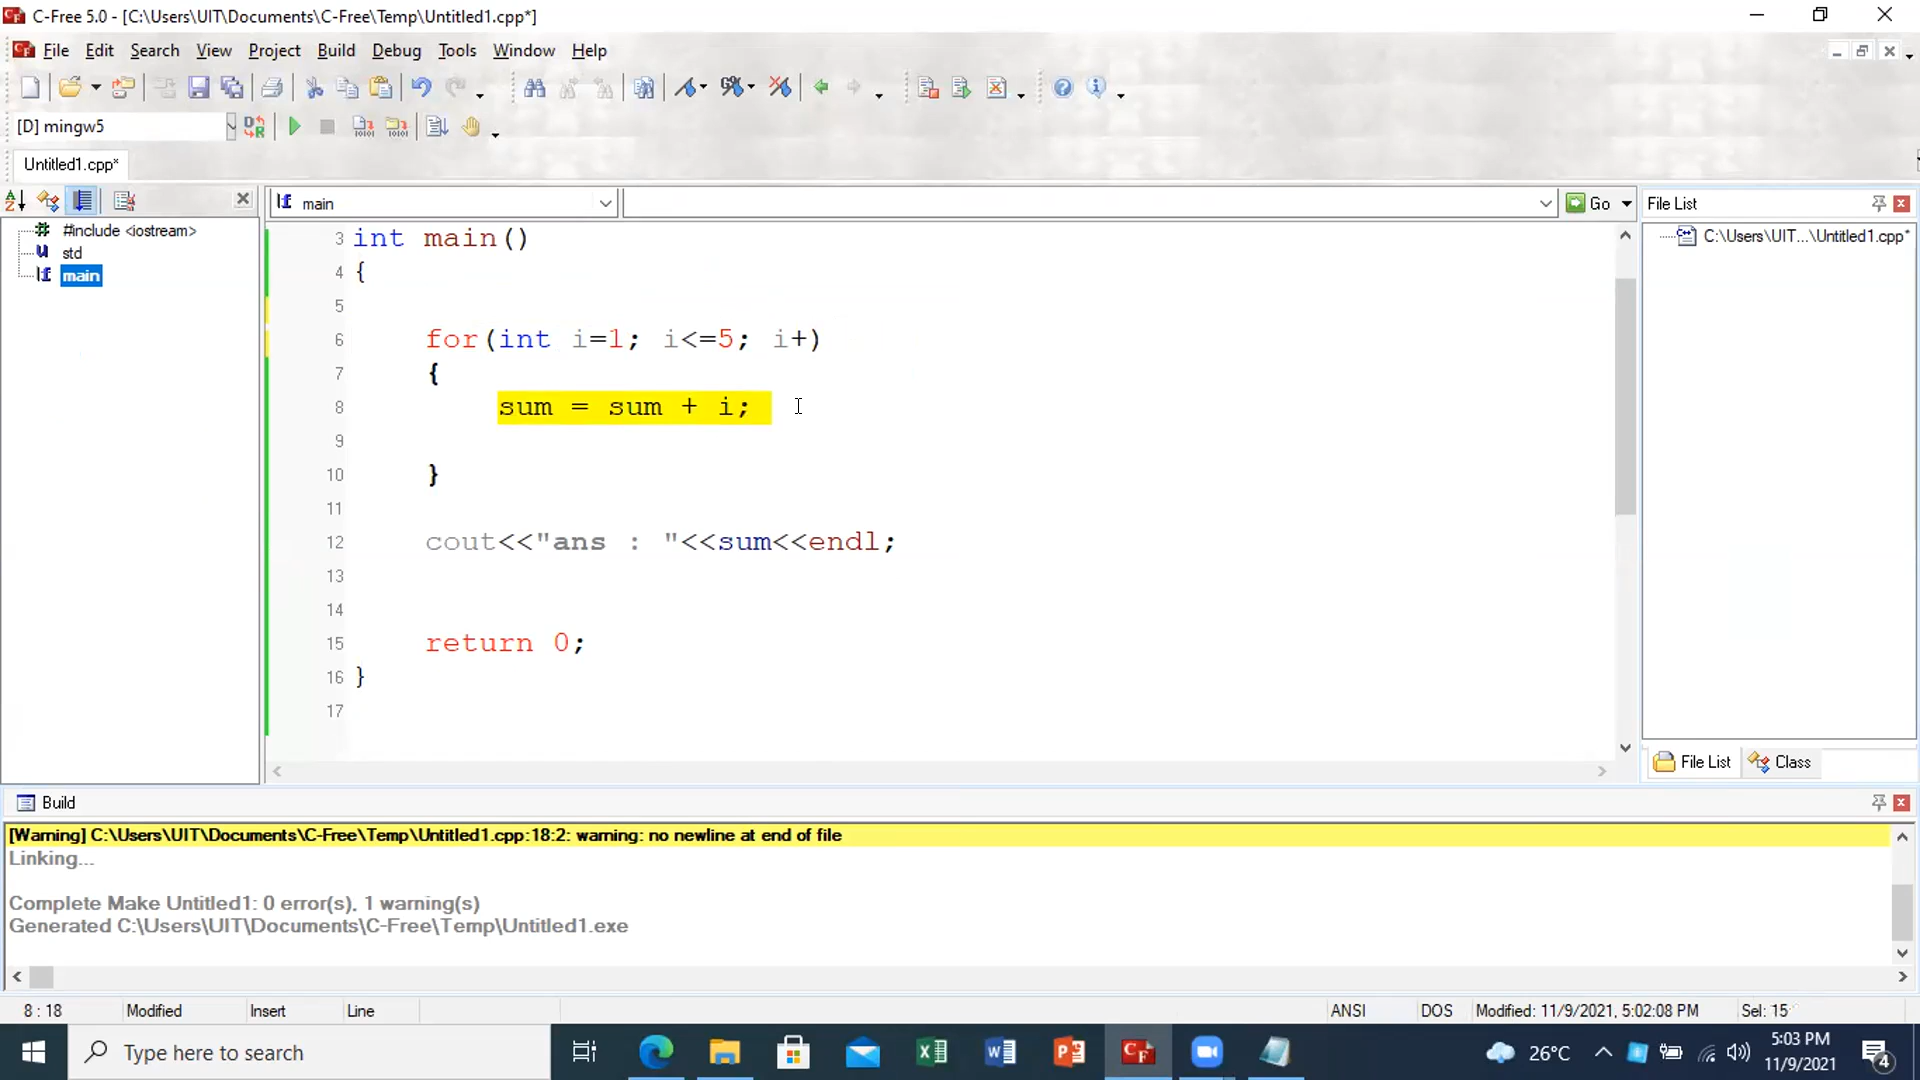 C-Free 5.0 - [C:\Users\UIT\Documents\C-Free\Temp\Untitled1.cpp*]
File Edit Search View Project Build Debug Tools Window Help
[D] mingw5
Untitled1.cpp*
main
Go
File List
#include <iostream>
std
main
C:\Users\UIT...\Untitled1.cpp*
3 int main()
4 {
5
6 for(int i=1; i<=5; i+)
7 {
8 sum = sum + i;
9
10 }
11
12 cout<<"ans : "<<sum<<endl;
13
14
15 return 0;
16 }
17
File List Class
Build
[Warning] C:\Users\UIT\Documents\C-Free\Temp\Untitled1.cpp:18:2: warning: no newline at end of file
Linking...
Complete Make Untitled1: 0 error(s), 1 warning(s)
Generated C:\Users\UIT\Documents\C-Free\Temp\Untitled1.exe
8 : 18 Modified Insert Line ANSI DOS Modified: 11/9/2021, 5:02:08 PM Sel: 15
Type here to search
26°C
5:03 PM
11/9/2021
4